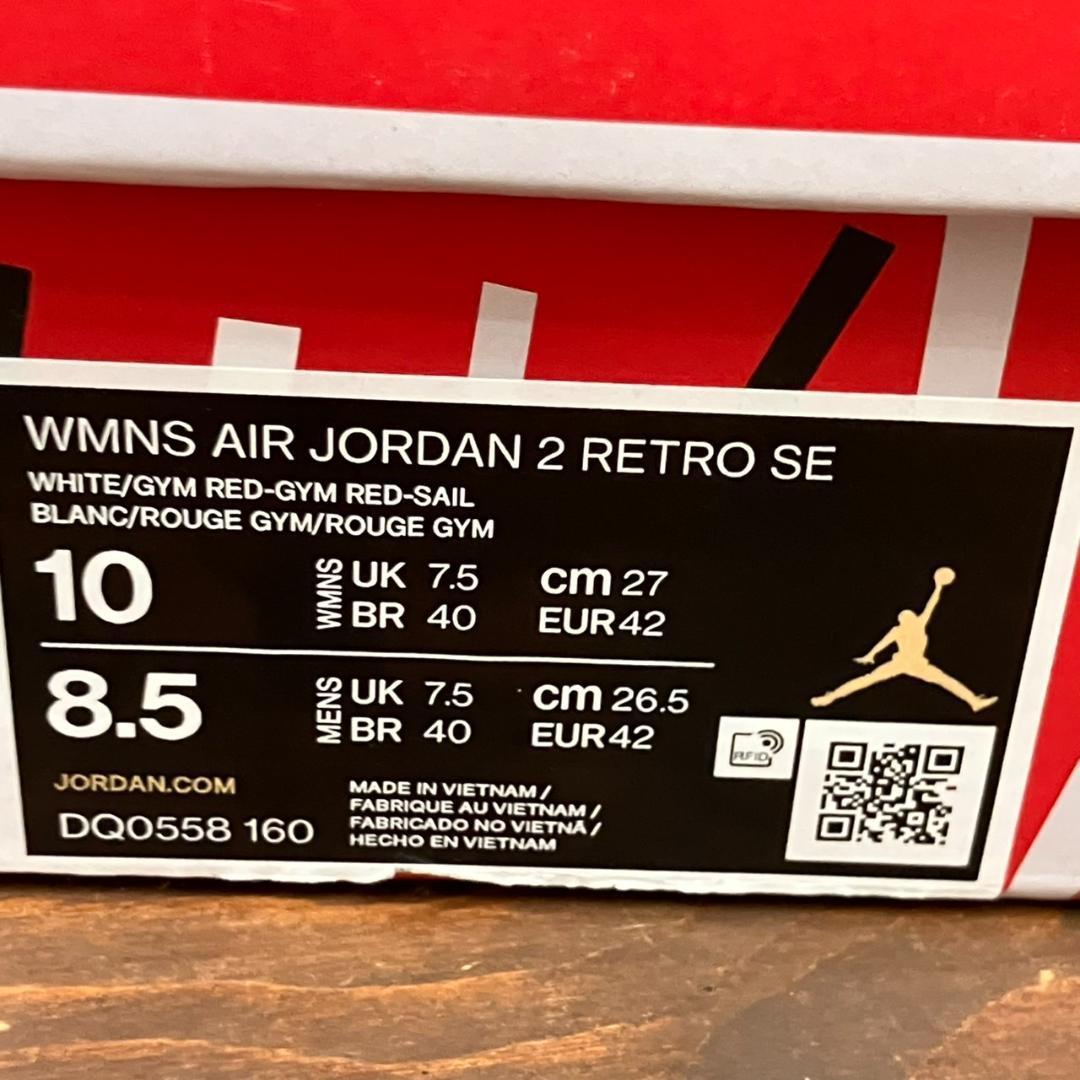 WMNS AIR JORDAN 2 RETRO SE
WHITE/GYM RED-GYM RED-SAIL
BLANC/ROUGE GYM/ROUGE GYM
10 WMNS UK 7.5 cm 27
BR 40 EUR 42
8.5 MENS UK 7.5 cm 26.5
BR 40 EUR 42
RFID
JORDAN.COM
DQ0558 160
MADE IN VIETNAM /
FABRIQUE AU VIETNAM /
FABRICADO NO VIETNÃ /
HECHO EN VIETNAM